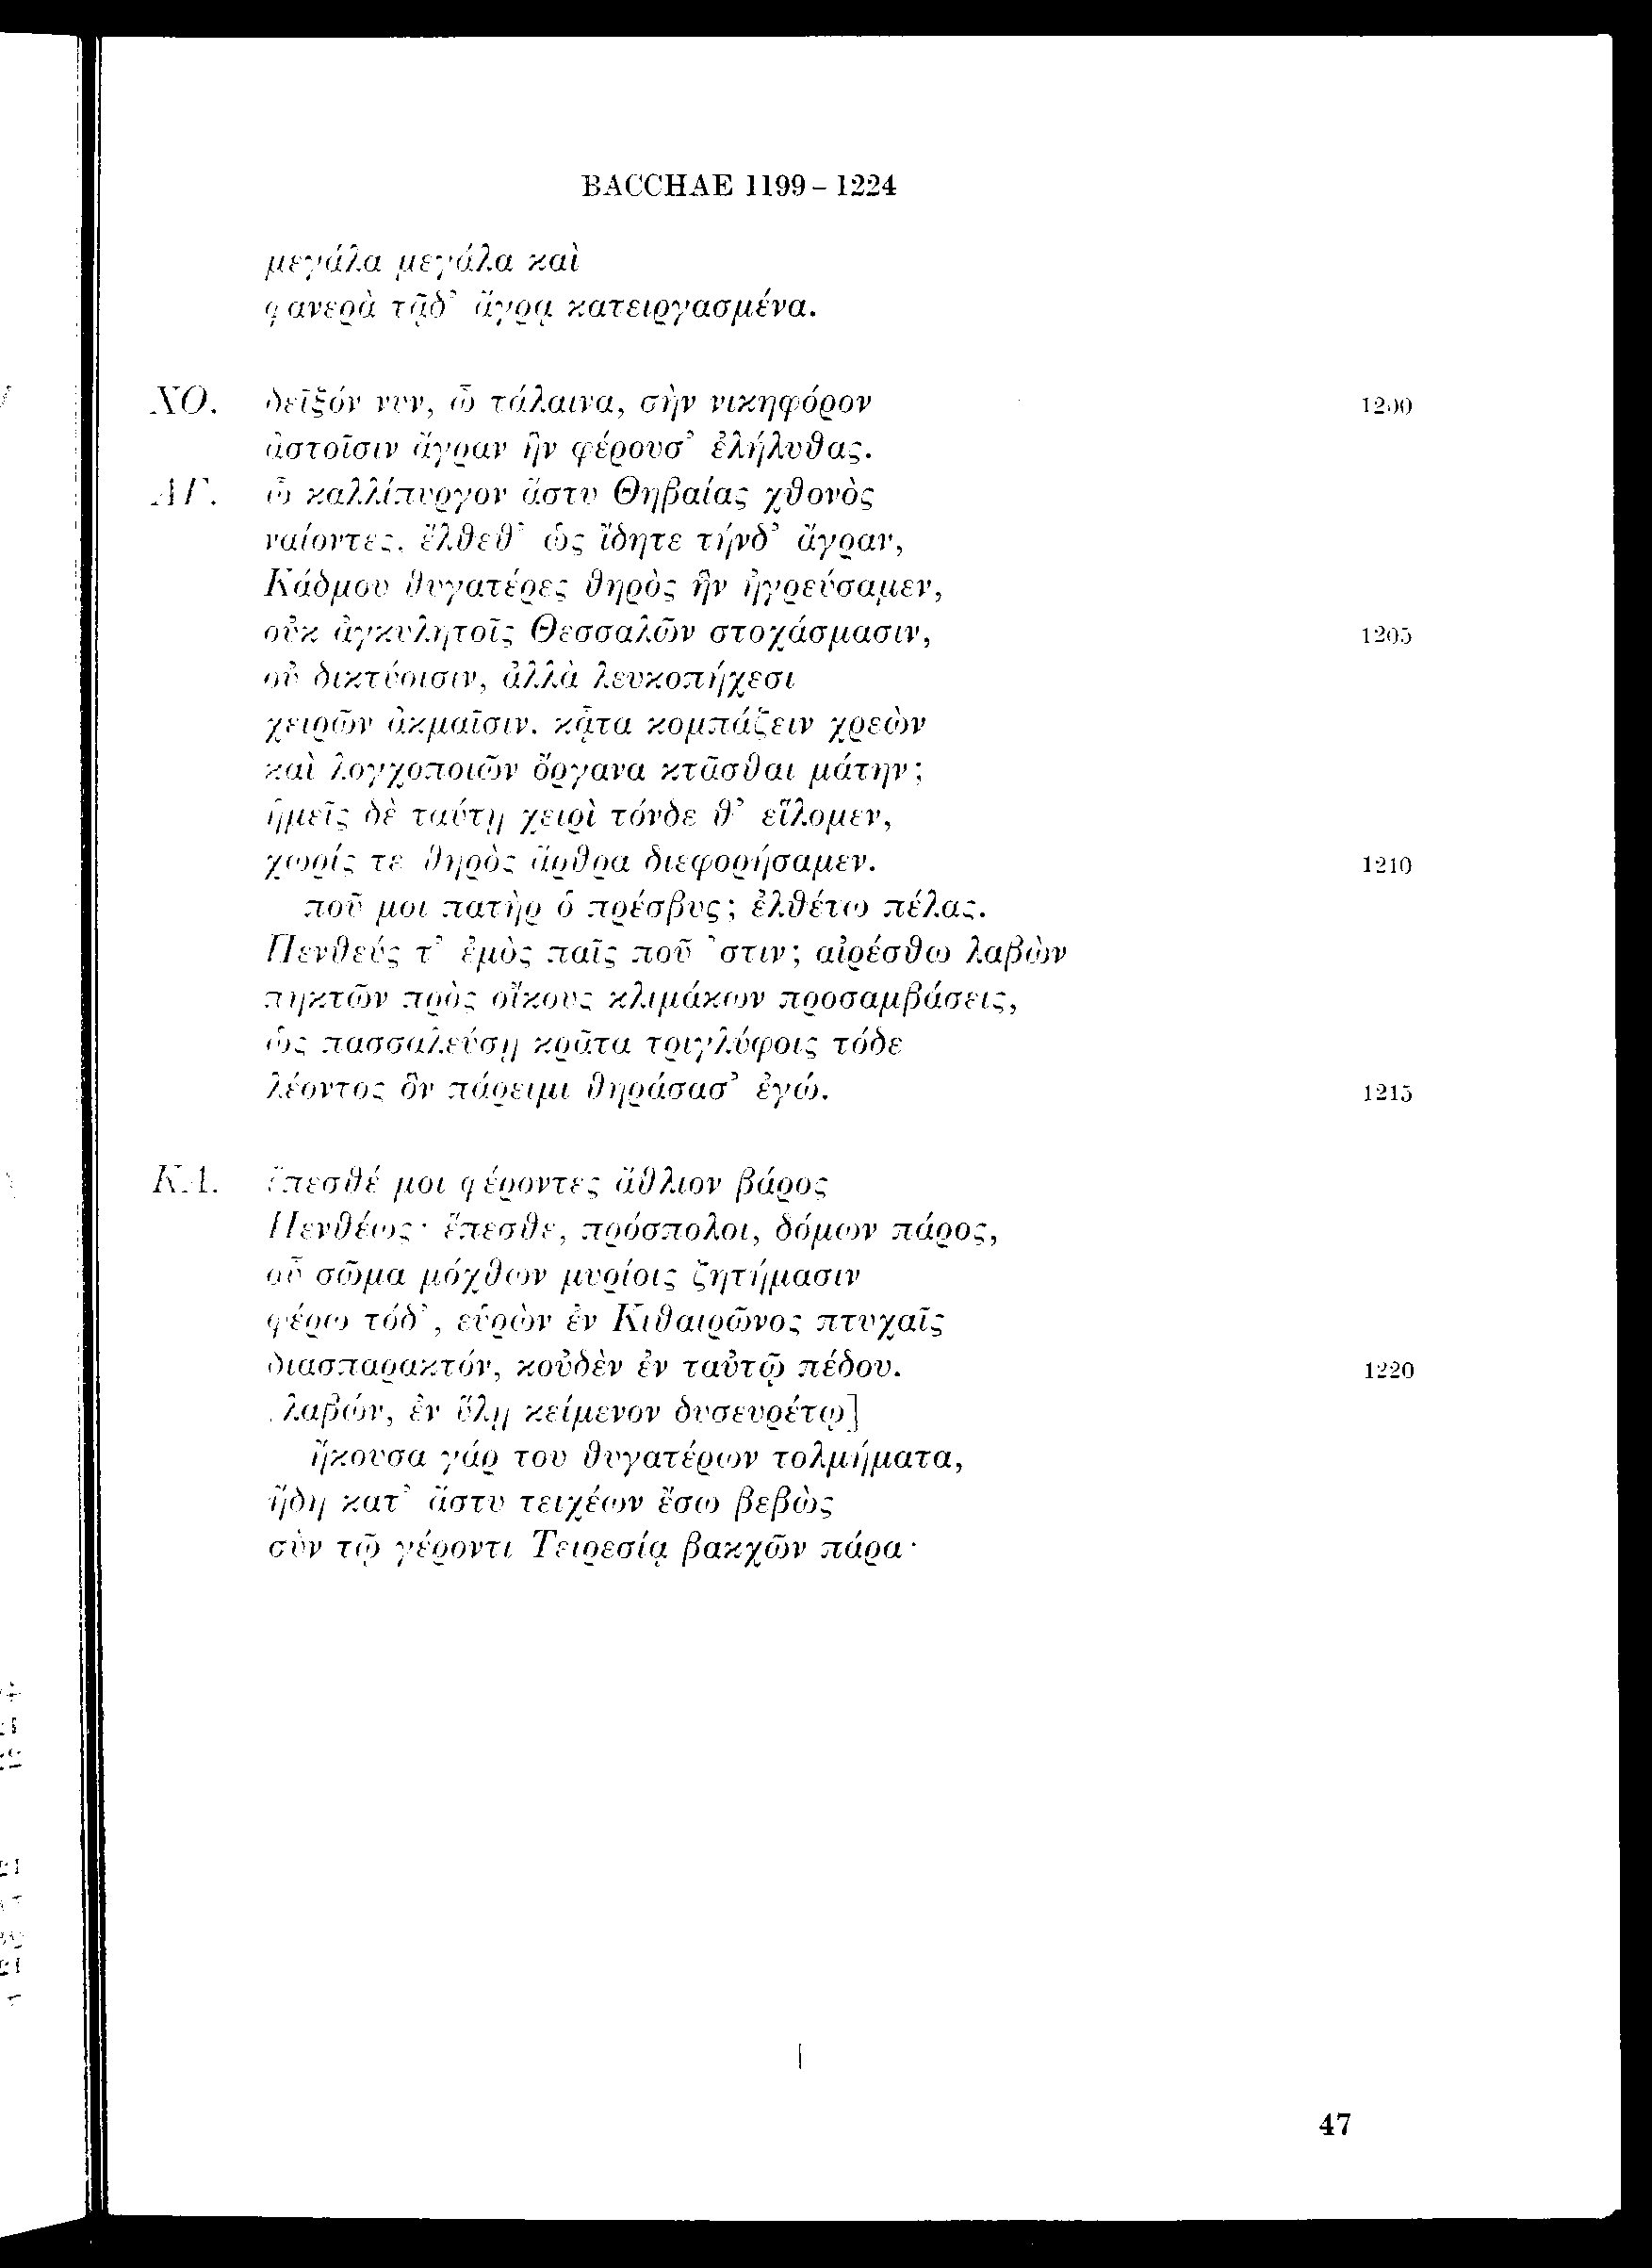 BACCHAE 1199 – 1224
μεγάλα μεγάλα καὶ
φανερὰ τᾷδ’ ἄγρᾳ κατειργασμένα.
ΧΟ. δεῖξόν νυν, ὦ τάλαινα, σὴν νικηφόρον 1200
ἀστοῖσιν ἄγραν ἣν φέρουσ’ ἐλήλυθας.
ΑΓ. ὦ καλλίπυργον ἄστυ Θηβαίας χθονὸς
ναίοντες, ἔλθεθ’ ὡς ἴδητε τήνδ’ ἄγραν,
Κάδμου θυγατέρες θηρὸς ἣν ἠγρεύσαμεν,
οὐκ ἀγκυλητοῖς Θεσσαλῶν στοχάσμασιν, 1205
οὐ δικτύοισιν, ἀλλὰ λευκοπήχεσι
χειρῶν ἀκμαῖσιν. κᾆτα κομπάζειν χρεὼν
καὶ λογχοποιῶν ὄργανα κτᾶσθαι μάτην;
ἡμεῖς δὲ ταύτῃ χειρὶ τόνδε θ’ εἵλομεν,
χωρίς τε θηρὸς ἄρθρα διεφορήσαμεν. 1210
ποῦ μοι πατὴρ ὁ πρέσβυς; ἐλθέτω πέλας.
Πενθεύς τ’ ἐμὸς παῖς ποῦ ’στιν; αἰρέσθω λαβὼν
πηκτῶν πρὸς οἴκους κλιμάκων προσαμβάσεις,
ὡς πασσαλεύσῃ κρᾶτα τριγλύφοις τόδε
λέοντος ὃν πάρειμι θηράσασ’ ἐγώ. 1215
ΚΑ. ἕπεσθέ μοι φέροντες ἄθλιον βάρος
Πενθέως· ἕπεσθε, πρόσπολοι, δόμων πάρος,
οὗ σῶμα μόχθων μυρίοις ζητήμασιν
φέρω τόδ’, εὑρὼν ἐν Κιθαιρῶνος πτυχαῖς
διασπαρακτόν, κοὐδὲν ἐν ταὐτῷ πέδου. 1220
[λαβών, ἐν ὕλῃ κείμενον δυσευρέτῳ]
ἤκουσα γάρ του θυγατέρων τολμήματα,
ἤδη κατ’ ἄστυ τειχέων ἔσω βεβὼς
σὺν τῷ γέροντι Τειρεσίᾳ βακχῶν πάρα·
47